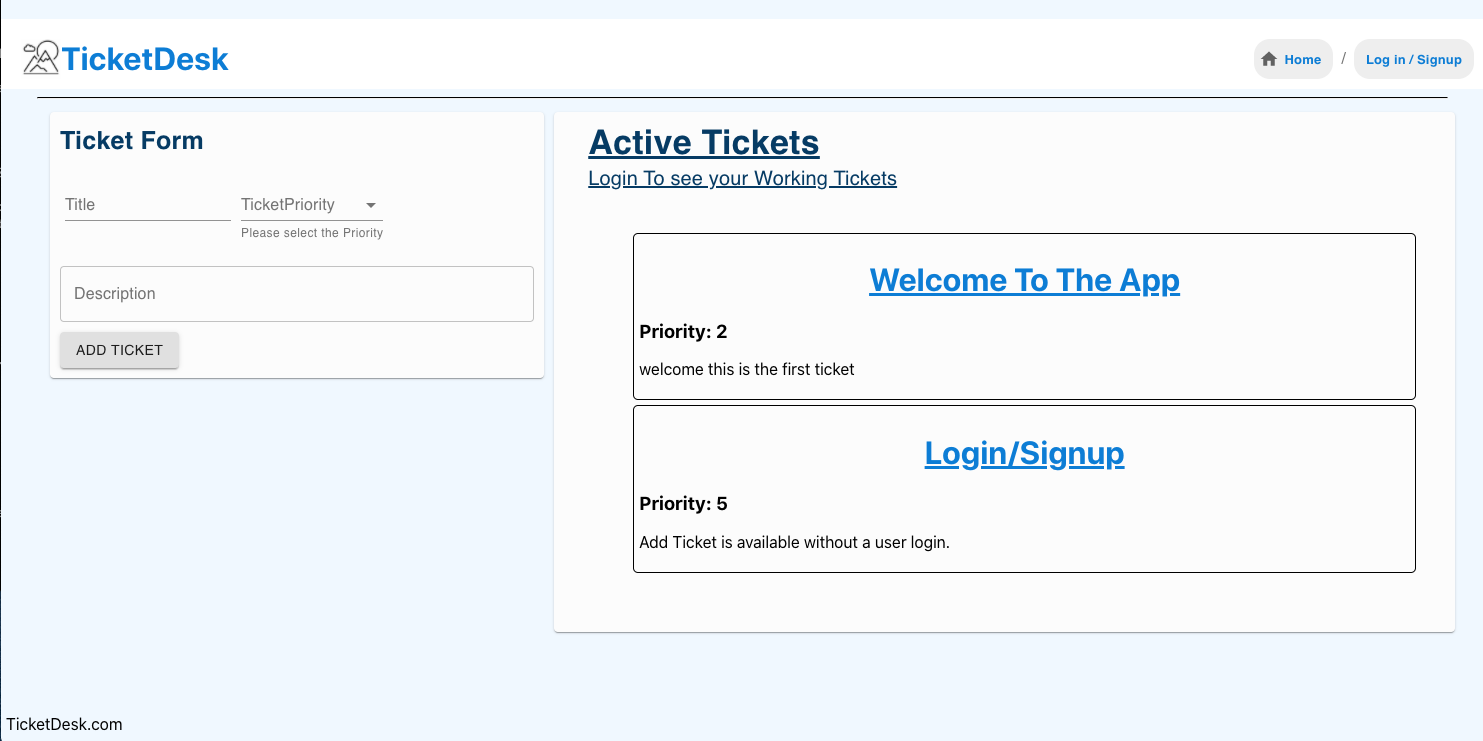 TicketDesk
Home / Log in / Signup
Ticket Form
Title
TicketPriority
Please select the Priority
Description
ADD TICKET
Active Tickets
Login To see your Working Tickets
Welcome To The App
Priority: 2
welcome this is the first ticket
Login/Signup
Priority: 5
Add Ticket is available without a user login.
TicketDesk.com